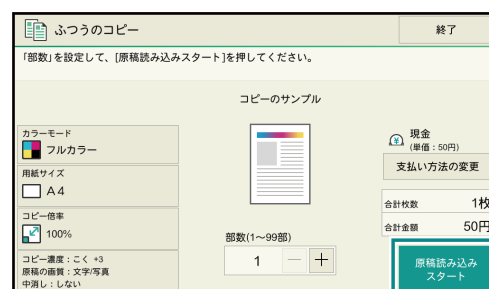 ふつうのコピー
終了
「部数」を設定して、[原稿読み込みスタート]を押してください。
コピーのサンプル
カラーモード
フルカラー
用紙サイズ
A4
コピー倍率
100%
コピー濃度：こく +3
原稿の画質：文字/写真
中消し：しない
部数(1～99部)
1
現金
(単価：50円)
支払い方法の変更
合計枚数 1枚
合計金額 50円
原稿読み込み
スタート